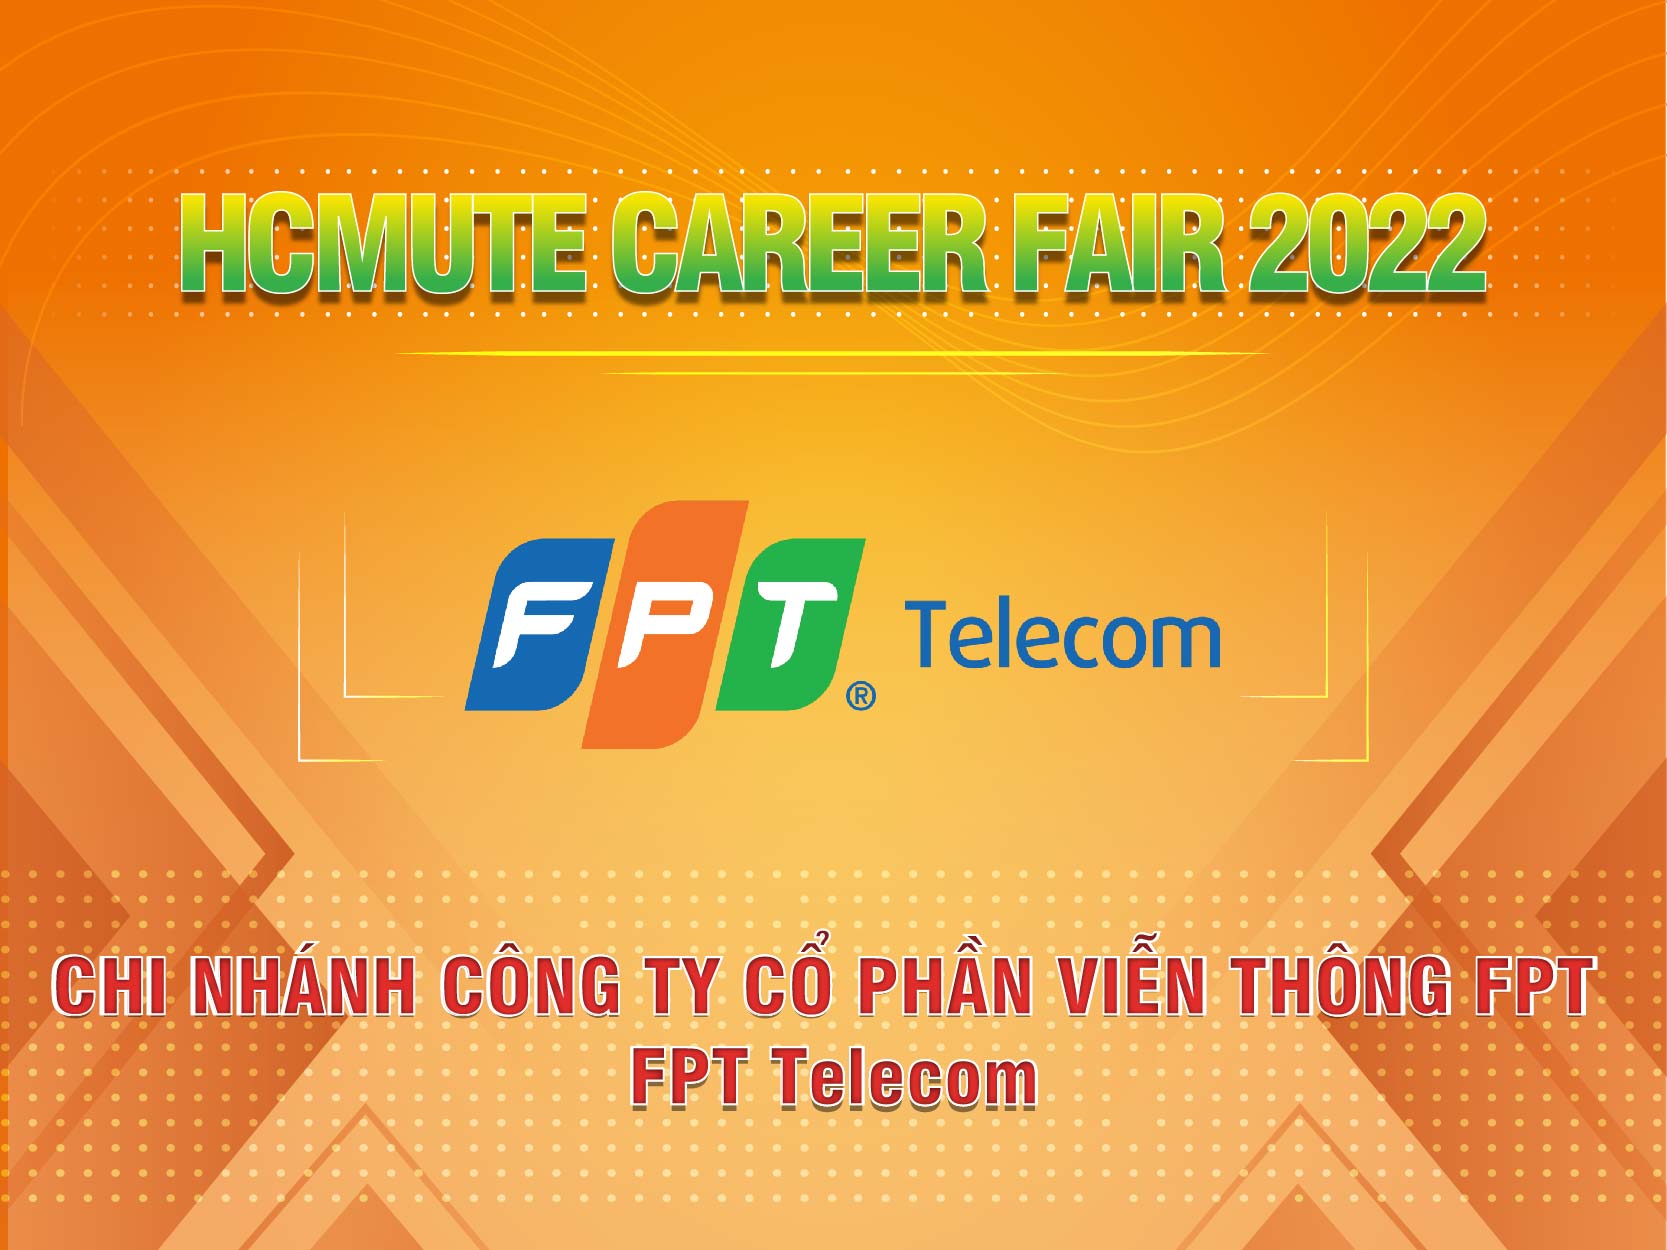 HCMUTE CAREER FAIR 2022
FPT® Telecom
CHI NHÁNH CÔNG TY CỔ PHẦN VIỄN THÔNG FPT
FPT Telecom